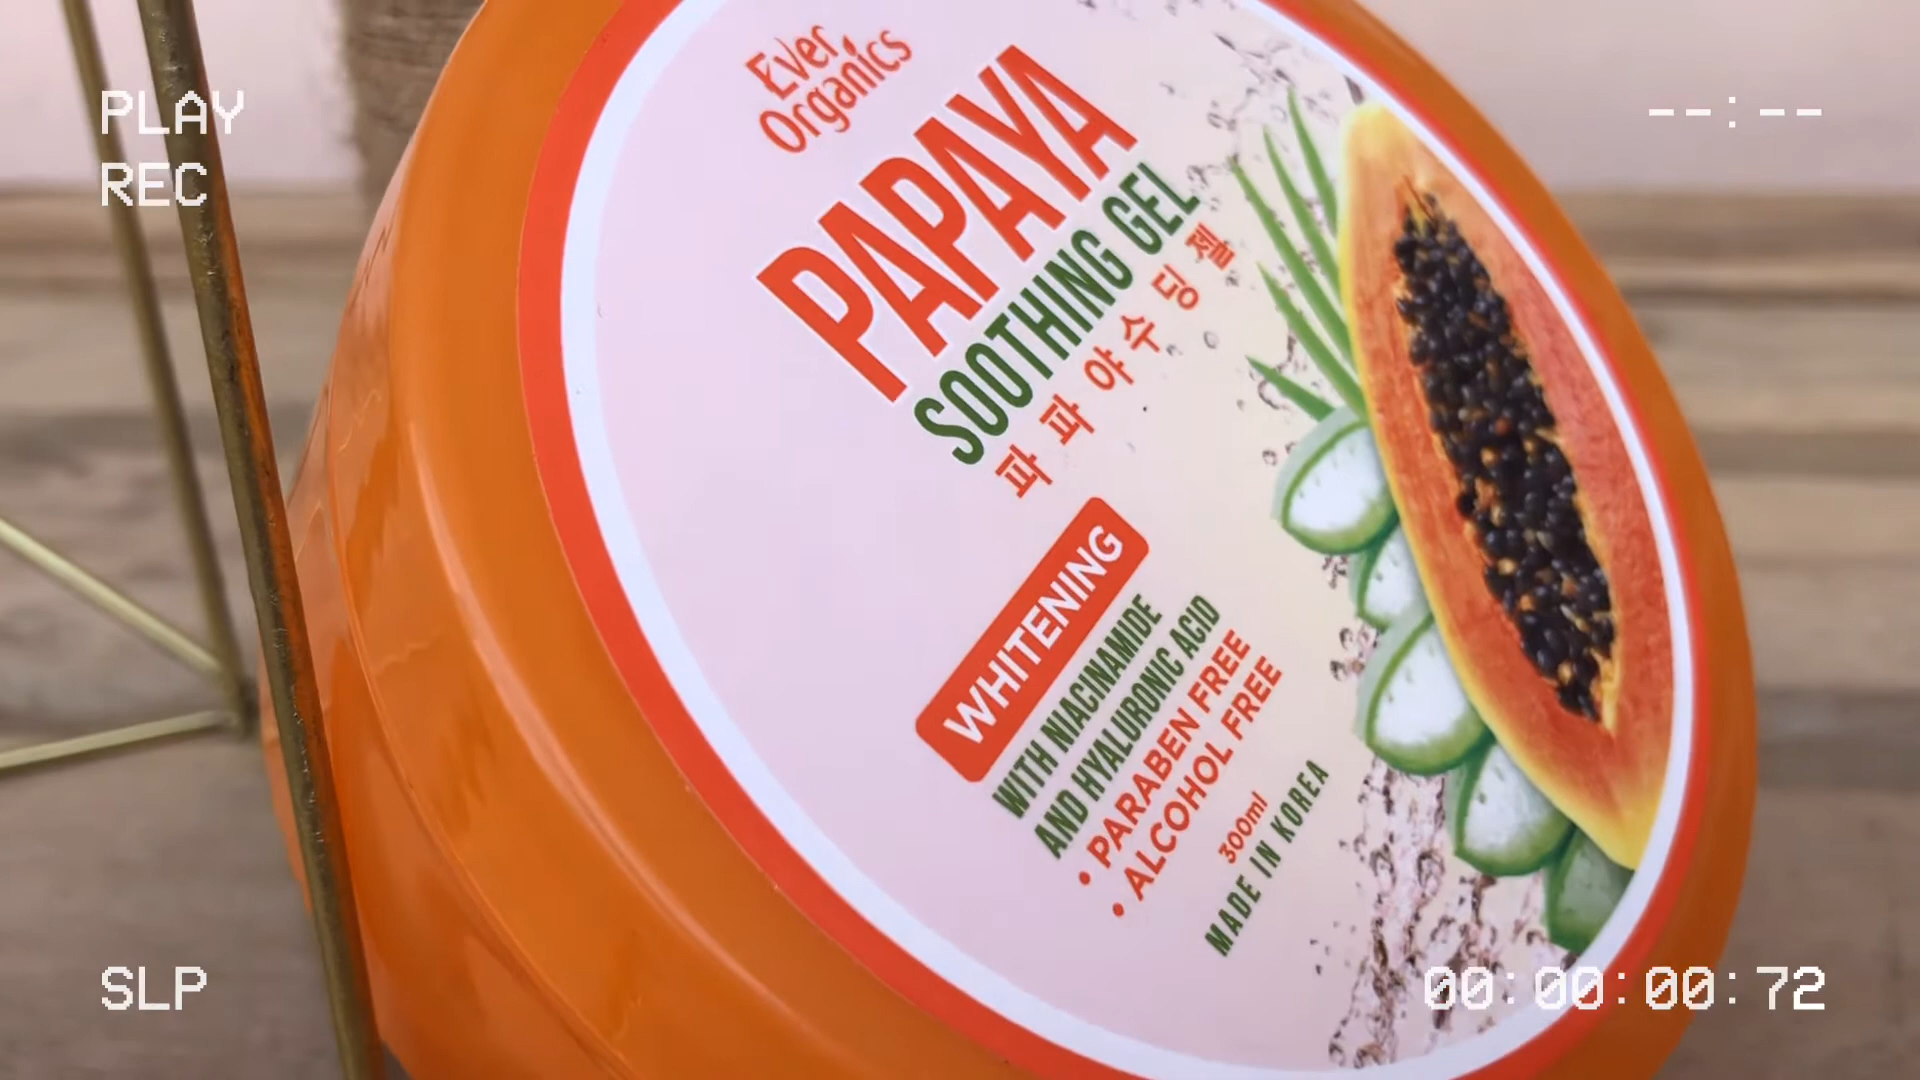 PLAY
REC
--:--
Ever
Organics
PAPAYA
SOOTHING GEL
파파야수딩젤
WHITENING
WITH NIACINAMIDE
AND HYALURONIC ACID
• PARABEN FREE
• ALCOHOL FREE
300ml
MADE IN KOREA
SLP
00:00:00:72